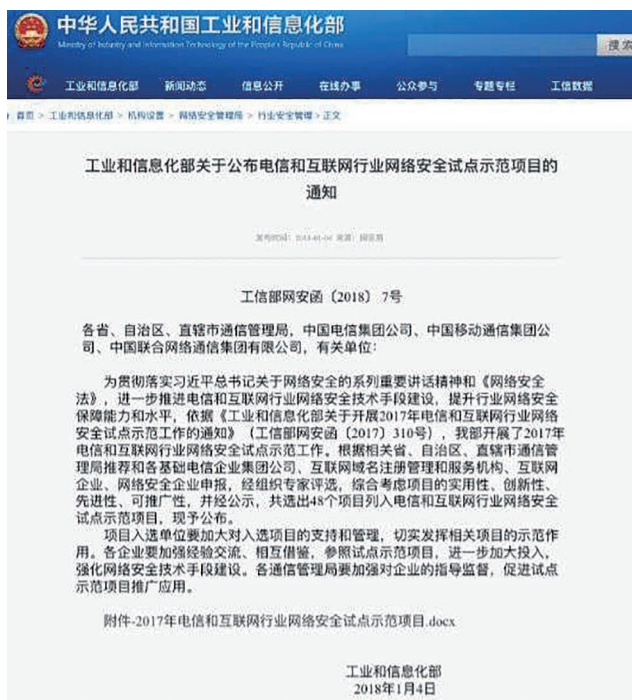 中华人民共和国工业和信息化部
Ministry of Industry and Information Technology of the People's Republic of China
搜索
工业和信息化部 新闻动态 信息公开 在线办事 公众参与 专题专栏 工信数据
首页 > 工业和信息化部 > 机构设置 > 网络安全管理局 > 行业安全管理 > 正文
工业和信息化部关于公布电信和互联网行业网络安全试点示范项目的
通知
发布时间：2018-01-04 来源：
工信部网安函〔2018〕 7号
各省、自治区、直辖市通信管理局，中国电信集团公司、中国移动通信集团公
司、中国联合网络通信集团有限公司，有关单位：
为贯彻落实习近平总书记关于网络安全的系列重要讲话精神和《网络安全
法》，进一步推进电信和互联网行业网络安全技术手段建设，提升行业网络安全
保障能力和水平，依据《工业和信息化部关于开展2017年电信和互联网行业网络
安全试点示范工作的通知》（工信部网安函〔2017〕310号），我部开展了2017年
电信和互联网行业网络安全试点示范工作。根据相关省、自治区、直辖市通信管
理局推荐和各基础电信企业集团公司、互联网域名注册管理和服务机构、互联网
企业、网络安全企业申报，经组织专家评选，综合考虑项目的实用性、创新性、
先进性、可推广性，并经公示，共选出48个项目列入电信和互联网行业网络安全
试点示范项目，现予公布。
项目入选单位要加大对入选项目的支持和管理，切实发挥相关项目的示范作
用。各企业要加强经验交流、相互借鉴，参照试点示范项目，进一步加大投入，
强化网络安全技术手段建设。各通信管理局要加强对企业的指导监督，促进试点
示范项目推广应用。
附件-2017年电信和互联网行业网络安全试点示范项目.docx
工业和信息化部
2018年1月4日